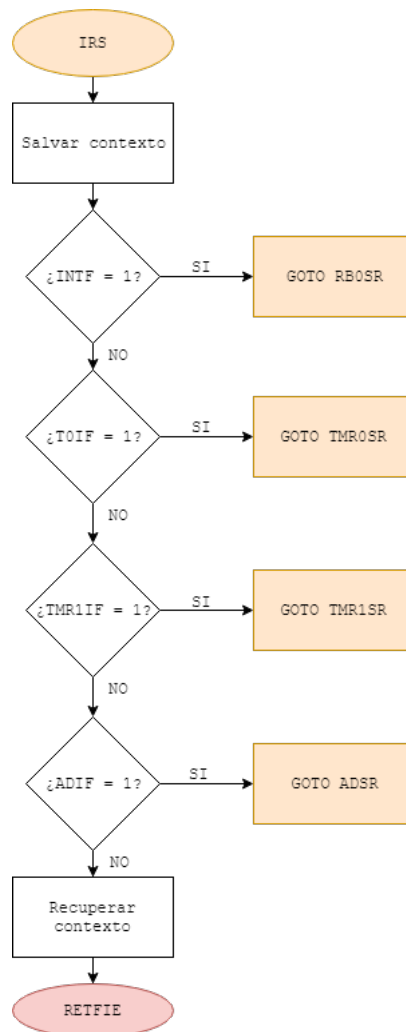 IRS
Salvar contexto
¿INTF = 1?
SI
GOTO RB0SR
NO
¿T0IF = 1?
SI
GOTO TMR0SR
NO
¿TMR1IF = 1?
SI
GOTO TMR1SR
NO
¿ADIF = 1?
SI
GOTO ADSR
NO
Recuperar
contexto
RETFIE